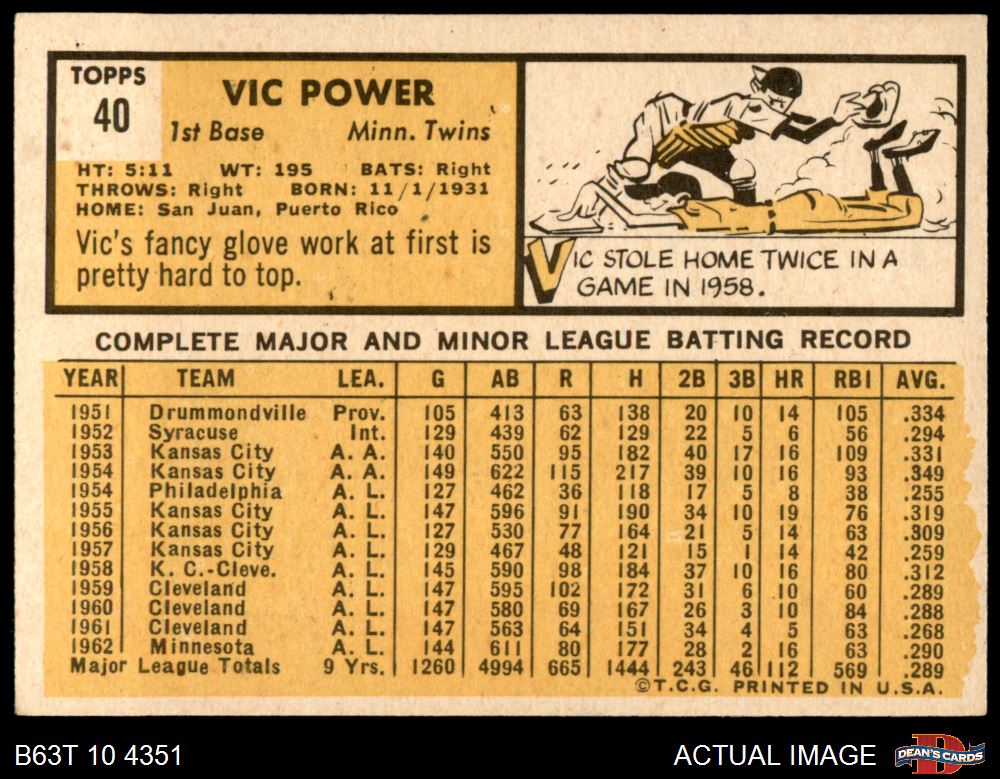 TOPPS
40
VIC POWER
1st Base Minn. Twins
HT: 5:11 WT: 195 BATS: Right
THROWS: Right BORN: 11/1/1931
HOME: San Juan, Puerto Rico
Vic's fancy glove work at first is
pretty hard to top.
VIC STOLE HOME TWICE IN A
GAME IN 1958.
COMPLETE MAJOR AND MINOR LEAGUE BATTING RECORD
YEAR TEAM LEA. G AB R H 2B 3B HR RBI AVG.
1951 Drummondville Prov. 105 413 63 138 20 10 14 105 .334
1952 Syracuse Int. 129 439 62 129 22 5 6 56 .294
1953 Kansas City A. A. 140 550 95 182 40 17 16 109 .331
1954 Kansas City A. A. 149 622 115 217 39 10 16 93 .349
1954 Philadelphia A. L. 127 462 36 118 17 5 8 38 .255
1955 Kansas City A. L. 147 596 91 190 34 10 19 76 .319
1956 Kansas City A. L. 127 530 77 164 21 5 14 63 .309
1957 Kansas City A. L. 129 467 48 121 15 1 14 42 .259
1958 K. C.-Cleve. A. L. 145 590 98 184 37 10 16 80 .312
1959 Cleveland A. L. 147 595 102 172 31 6 10 60 .289
1960 Cleveland A. L. 147 580 69 167 26 3 10 84 .288
1961 Cleveland A. L. 147 563 64 151 34 4 5 63 .268
1962 Minnesota A. L. 144 611 80 177 28 2 16 63 .290
Major League Totals 9 Yrs. 1260 4994 665 1444 243 46 112 569 .289
©T.C.G. PRINTED IN U.S.A.
B63T 10 4351
ACTUAL IMAGE
D
DEAN'S CARDS